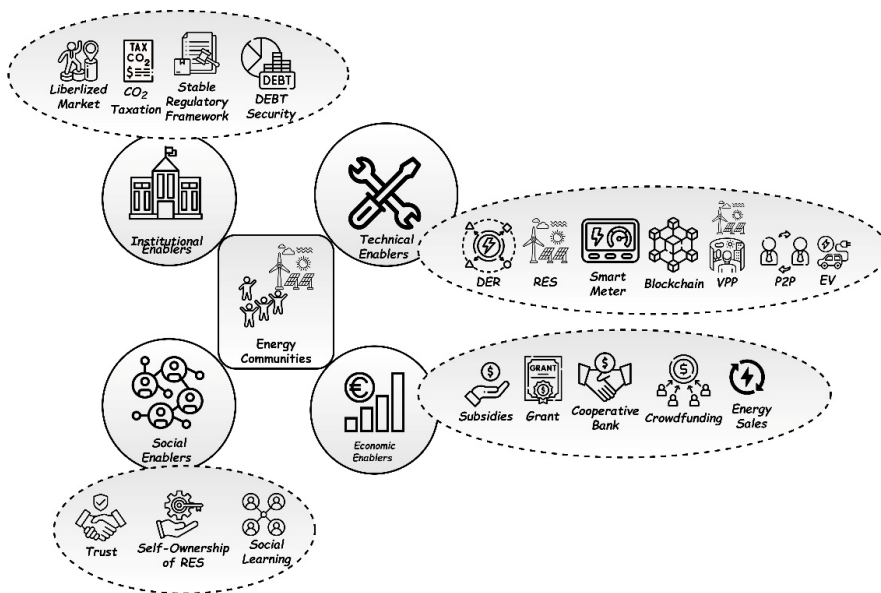 TAX
CO2
$
DEBT
Liberlized
Market
CO2
Taxation
Stable
Regulatory
Framework
DEBT
Security
Institutional
Enablers
Technical
Enablers
DER
RES
Smart
Meter
Blockchain
VPP
P2P
EV
Energy
Communities
$
GRANT
$
$
$
Subsidies
Grant
Cooperative
Bank
Crowdfunding
Energy
Sales
€
Social
Enablers
Economic
Enablers
Trust
Self-Ownership
of RES
Social
Learning